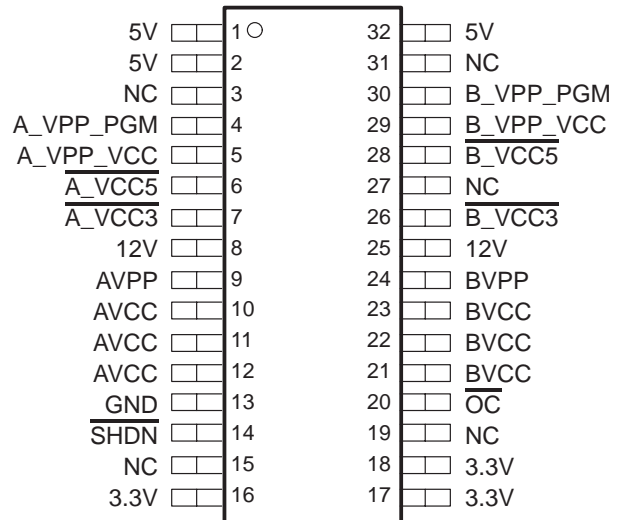 5V 1 32 5V
5V 2 31 NC
NC 3 30 B_VPP_PGM
A_VPP_PGM 4 29 B_VPP_VCC
A_VPP_VCC 5 28 B_VCC5
A_VCC5 6 27 NC
A_VCC3 7 26 B_VCC3
12V 8 25 12V
AVPP 9 24 BVPP
AVCC 10 23 BVCC
AVCC 11 22 BVCC
AVCC 12 21 BVCC
GND 13 20 OC
SHDN 14 19 NC
NC 15 18 3.3V
3.3V 16 17 3.3V